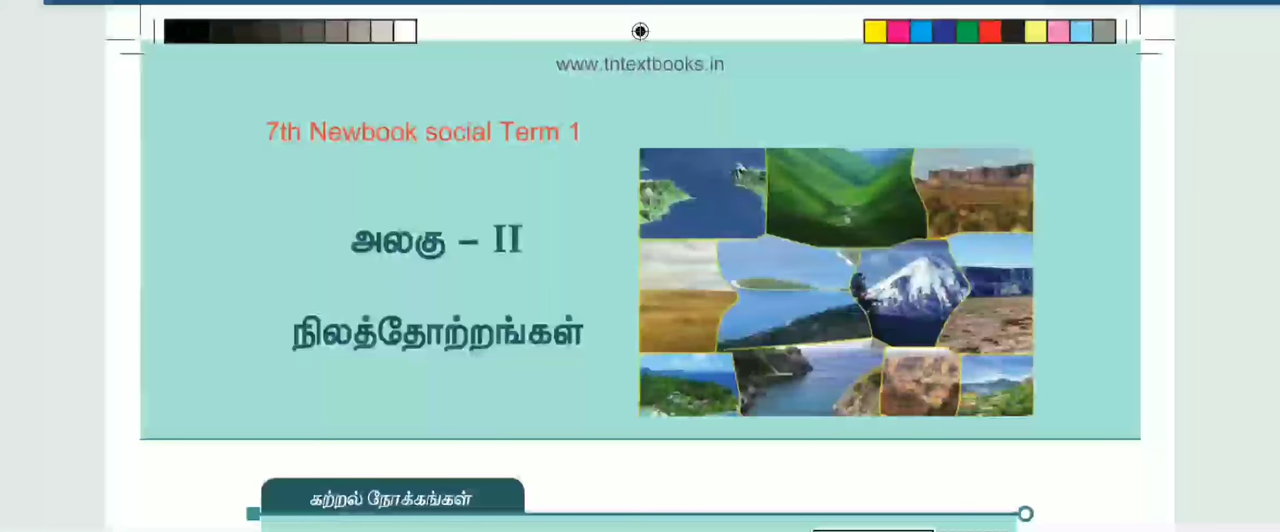 www.tntextbooks.in
7th Newbook social Term 1
அலகு – II
நிலத்தோற்றங்கள்
கற்றல் நோக்கங்கள்